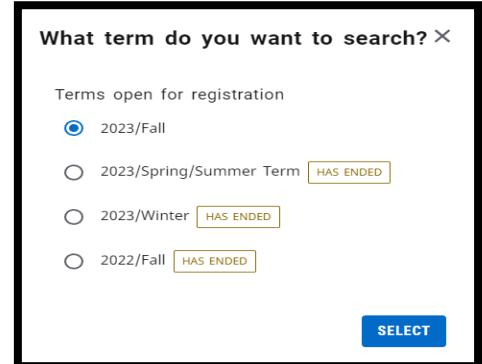 What term do you want to search?
Terms open for registration
2023/Fall
2023/Spring/Summer Term HAS ENDED
2023/Winter HAS ENDED
2022/Fall HAS ENDED
SELECT